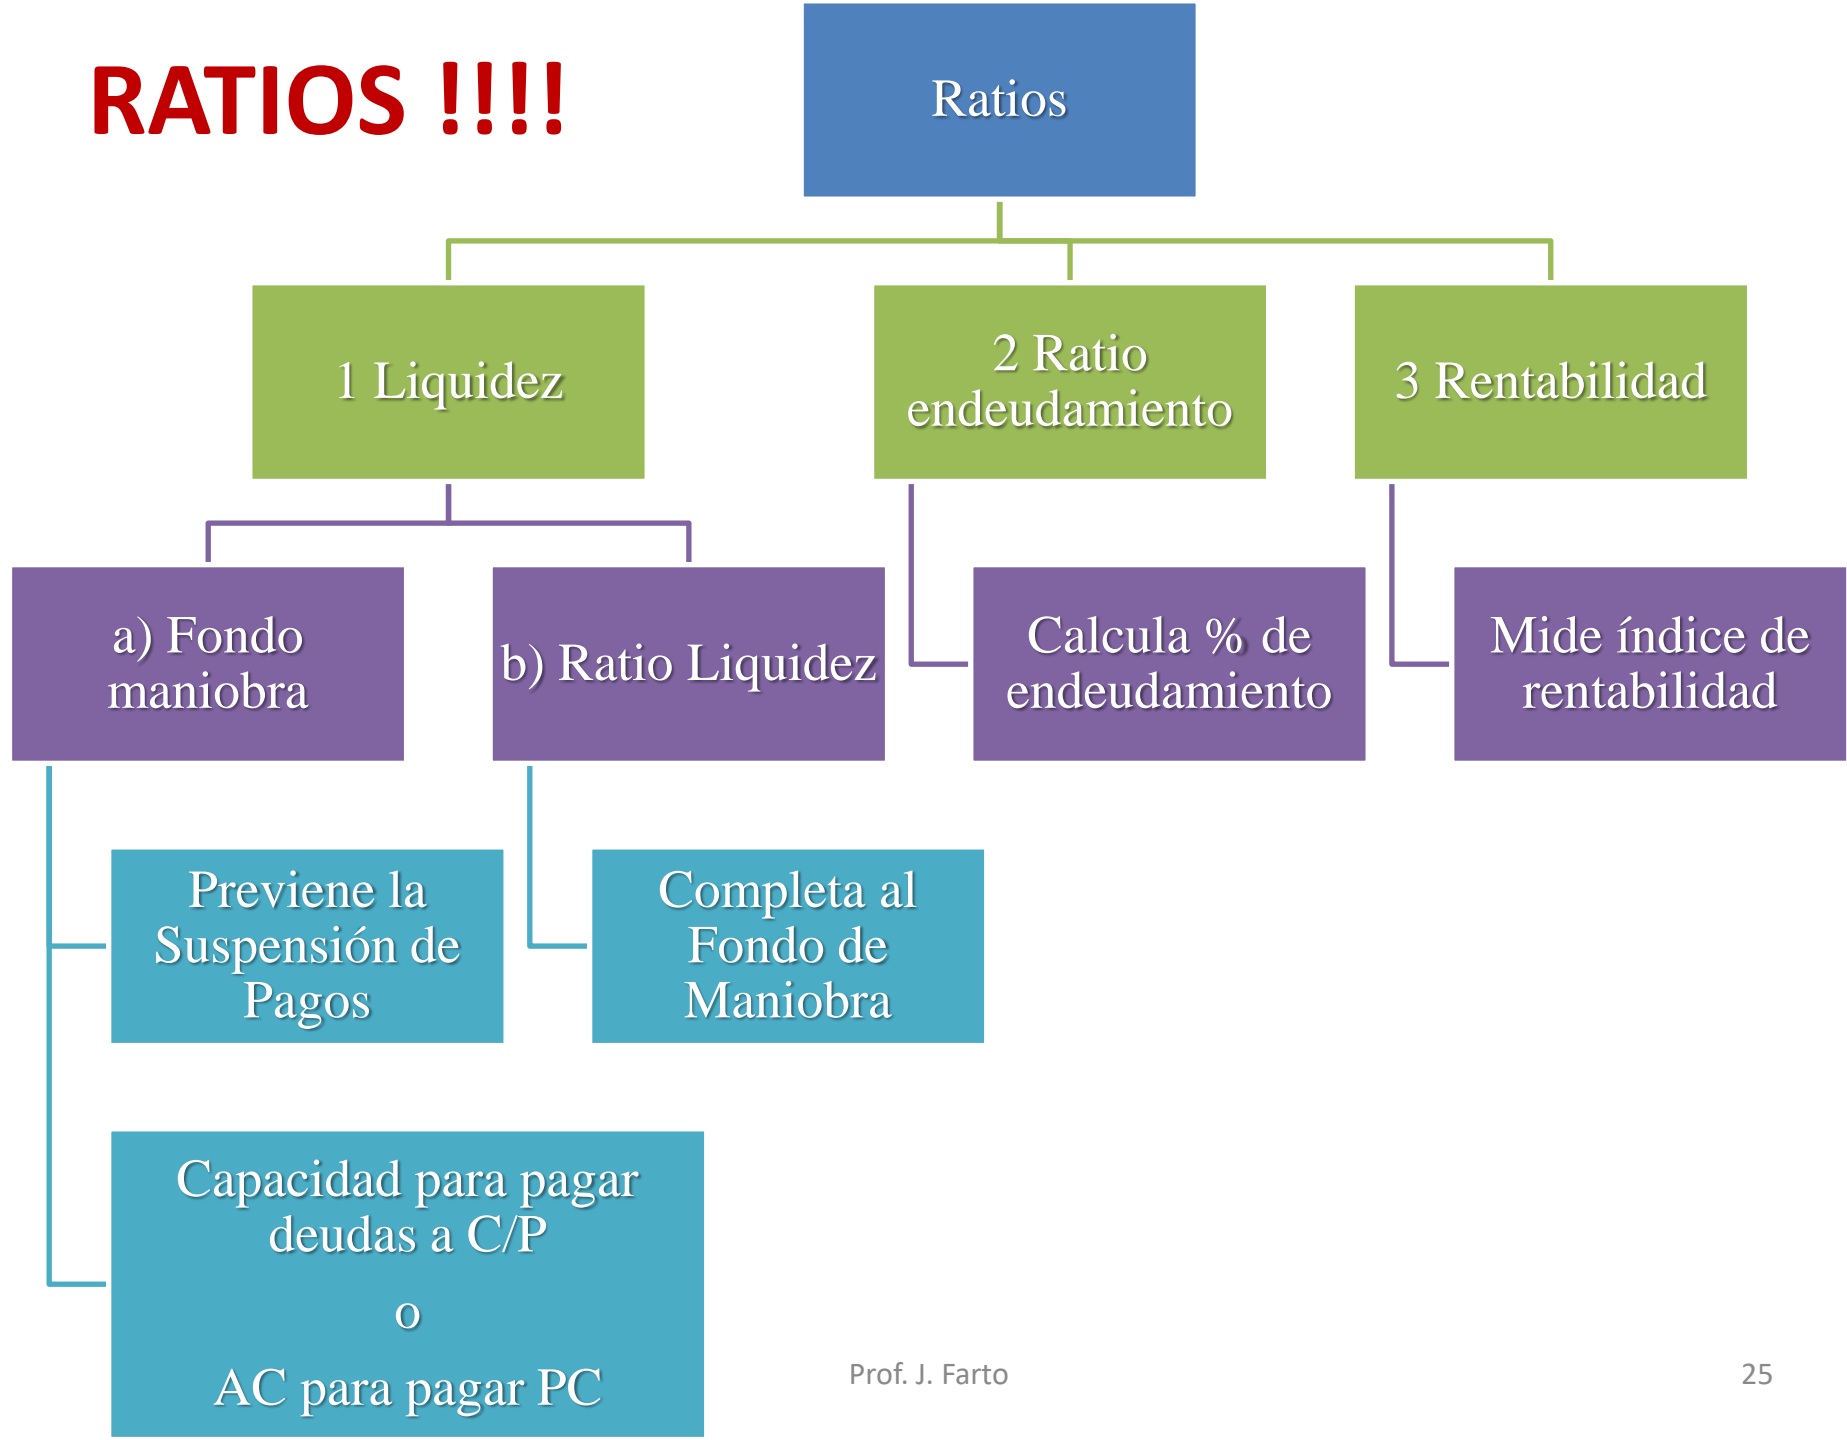 RATIOS !!!!
Ratios
1 Liquidez
2 Ratio
endeudamiento
3 Rentabilidad
a) Fondo
maniobra
b) Ratio Liquidez
Calcula % de
endeudamiento
Mide índice de
rentabilidad
Previene la
Suspensión de
Pagos
Completa al
Fondo de
Maniobra
Capacidad para pagar
deudas a C/P
o
AC para pagar PC
Prof. J. Farto
25